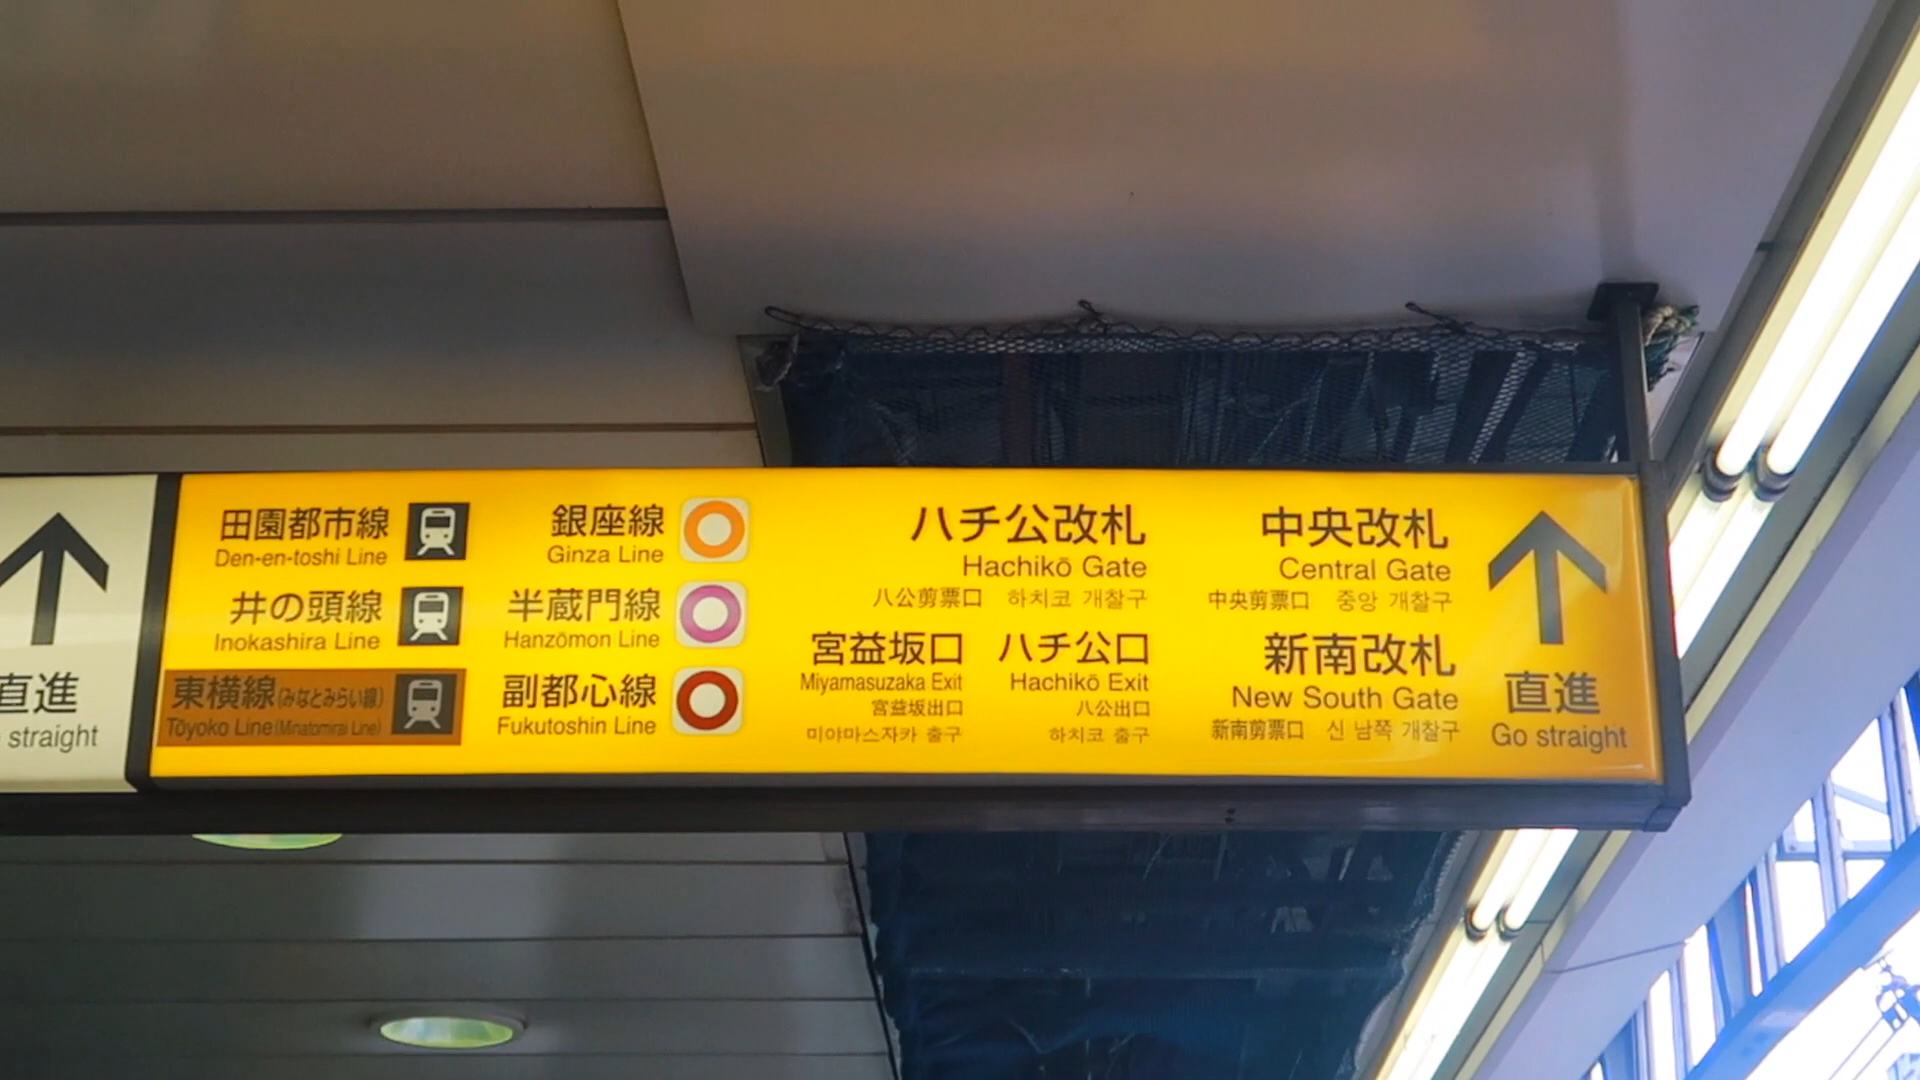 直進
straight
田園都市線
Den-en-toshi Line
井の頭線
Inokashira Line
東横線(みなとみらい線)
Tōyoko Line(Minatomirai Line)
銀座線
Ginza Line
半蔵門線
Hanzōmon Line
副都心線
Fukutoshin Line
ハチ公改札
Hachikō Gate
八公剪票口 하치코 개찰구
宮益坂口
Miyamasuzaka Exit
宮益坂出口
미야마스자카 출구
ハチ公口
Hachikō Exit
八公出口
하치코 출구
中央改札
Central Gate
中央剪票口 중앙 개찰구
新南改札
New South Gate
新南剪票口 신 남쪽 개찰구
直進
Go straight